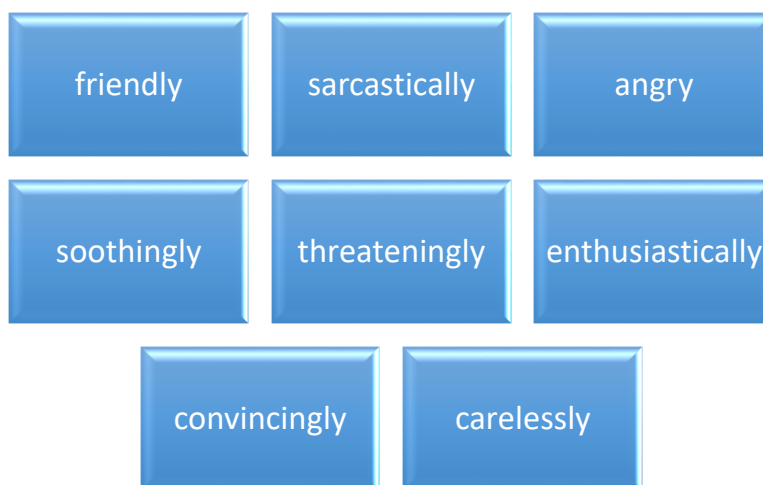 friendly
sarcastically
angry
soothingly
threateningly
enthusiastically
convincingly
carelessly